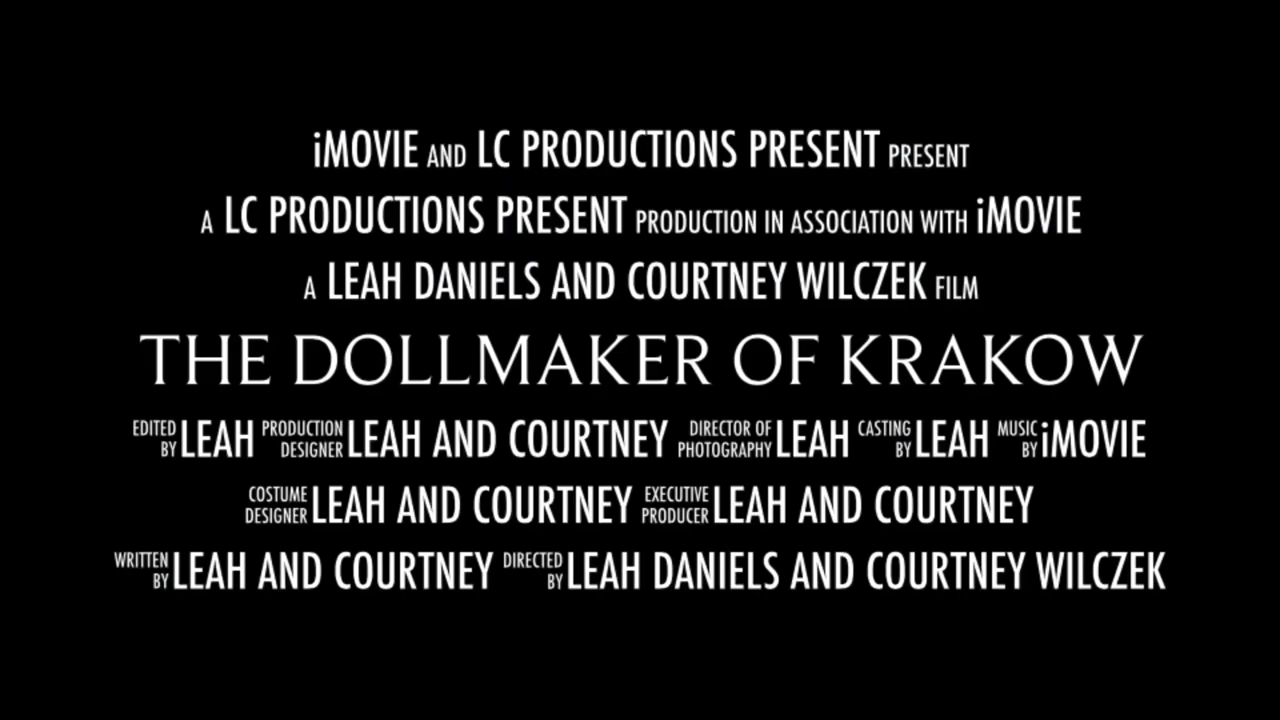 iMOVIE AND LC PRODUCTIONS PRESENT PRESENT
A LC PRODUCTIONS PRESENT PRODUCTION IN ASSOCIATION WITH iMOVIE
A LEAH DANIELS AND COURTNEY WILCZEK FILM
THE DOLLMAKER OF KRAKOW
EDITED BY LEAH PRODUCTION DESIGNER LEAH AND COURTNEY DIRECTOR OF PHOTOGRAPHY LEAH CASTING BY LEAH MUSIC BY iMOVIE
COSTUME DESIGNER LEAH AND COURTNEY EXECUTIVE PRODUCER LEAH AND COURTNEY
WRITTEN BY LEAH AND COURTNEY DIRECTED BY LEAH DANIELS AND COURTNEY WILCZEK